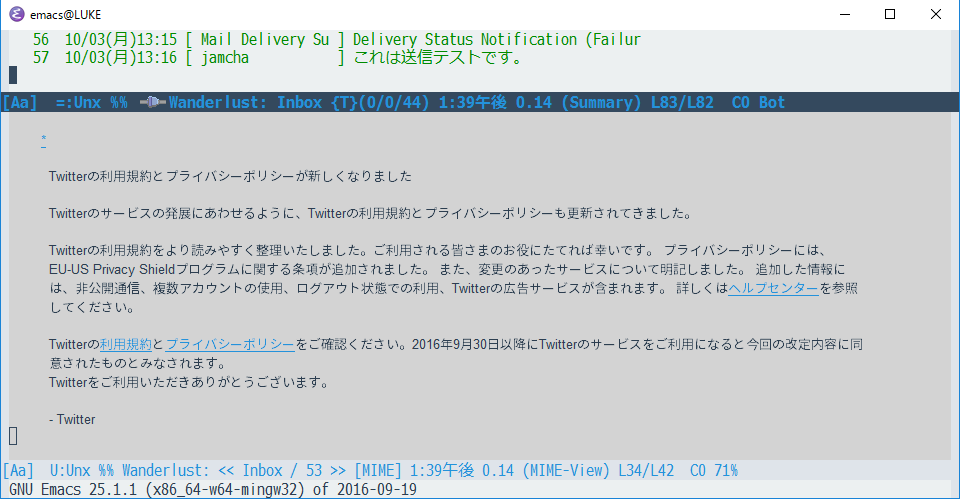 emacs@LUKE
56 10/03(月)13:15 [ Mail Delivery Su ] Delivery Status Notification (Failur
57 10/03(月)13:16 [ jamcha ] これは送信テストです。
[Aa] =:Unx %% Wanderlust: Inbox {T}(0/0/44) 1:39午後 0.14 (Summary) L83/L82 C0 Bot
*
Twitterの利用規約とプライバシーポリシーが新しくなりました
Twitterのサービスの発展にあわせるように、Twitterの利用規約とプライバシーポリシーも更新されてきました。
Twitterの利用規約をより読みやすく整理いたしました。ご利用される皆さまのお役にたてれば幸いです。 プライバシーポリシーには、
EU-US Privacy Shieldプログラムに関する条項が追加されました。 また、変更のあったサービスについて明記しました。 追加した情報に
は、非公開通信、複数アカウントの使用、ログアウト状態での利用、Twitterの広告サービスが含まれます。 詳しくはヘルプセンターを参照
してください。
Twitterの利用規約とプライバシーポリシーをご確認ください。2016年9月30日以降にTwitterのサービスをご利用になると今回の改定内容に同
意されたものとみなされます。
Twitterをご利用いただきありがとうございます。
- Twitter
[Aa] U:Unx %% Wanderlust: << Inbox / 53 >> [MIME] 1:39午後 0.14 (MIME-View) L34/L42 C0 71%
GNU Emacs 25.1.1 (x86_64-w64-mingw32) of 2016-09-19